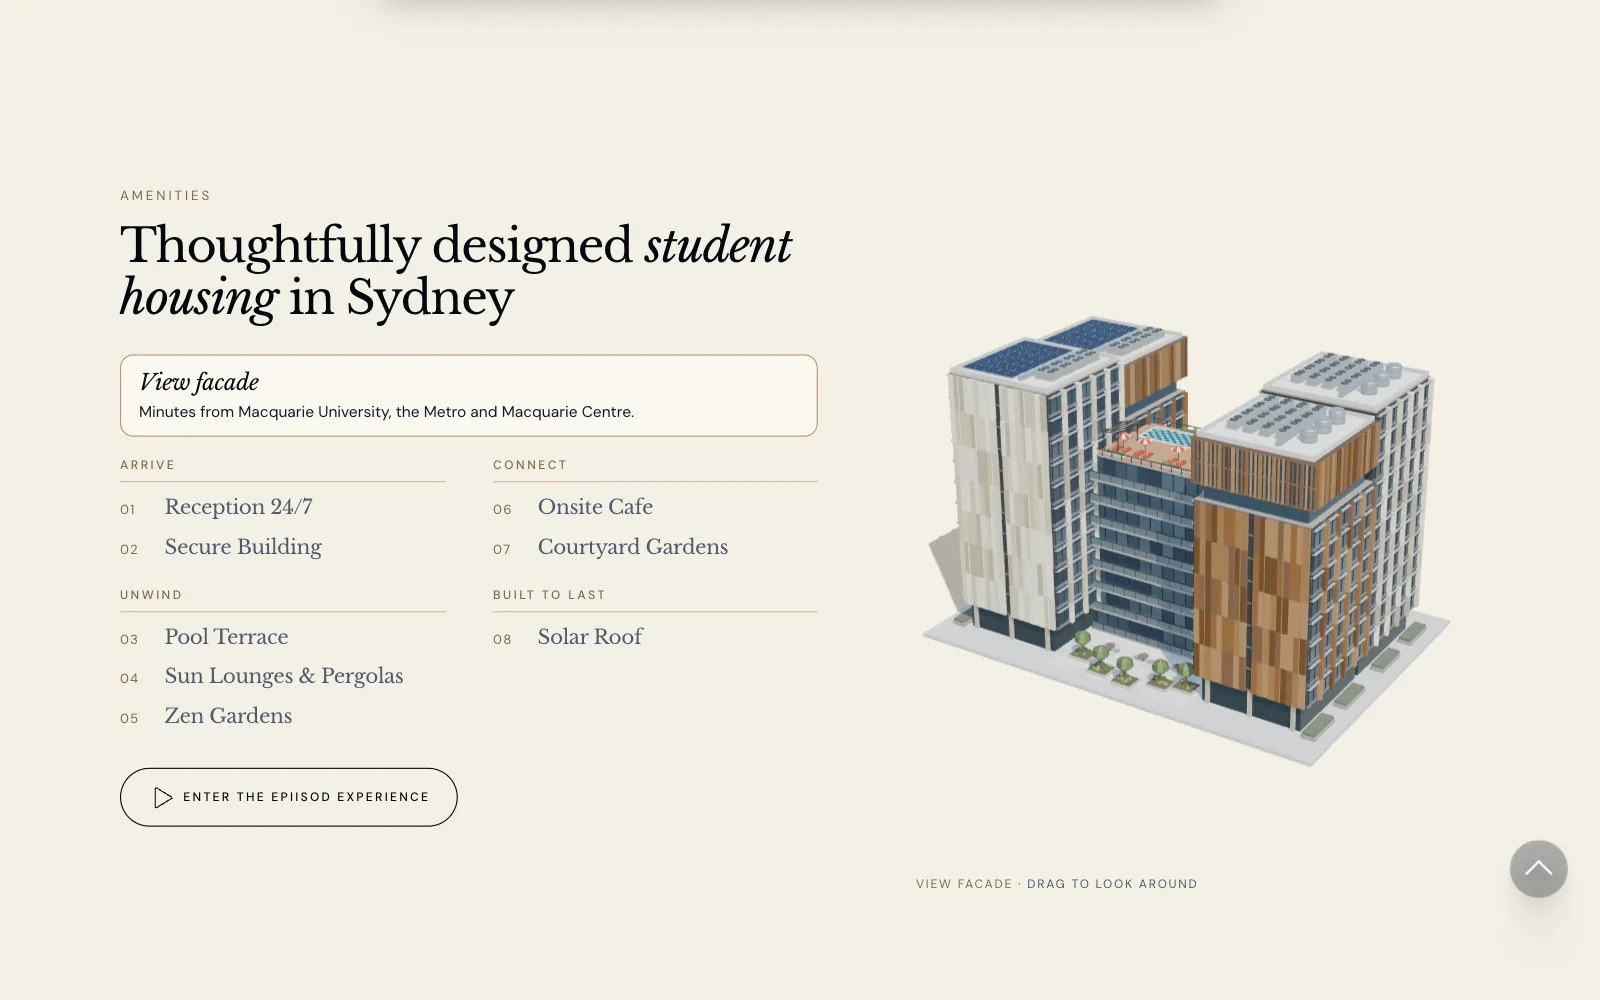 AMENITIES
Thoughtfully designed student
housing in Sydney
View facade
Minutes from Macquarie University, the Metro and Macquarie Centre.
ARRIVE
01 Reception 24/7
02 Secure Building
UNWIND
03 Pool Terrace
04 Sun Lounges & Pergolas
05 Zen Gardens
CONNECT
06 Onsite Cafe
07 Courtyard Gardens
BUILT TO LAST
08 Solar Roof
ENTER THE EPIISOD EXPERIENCE
VIEW FACADE · DRAG TO LOOK AROUND